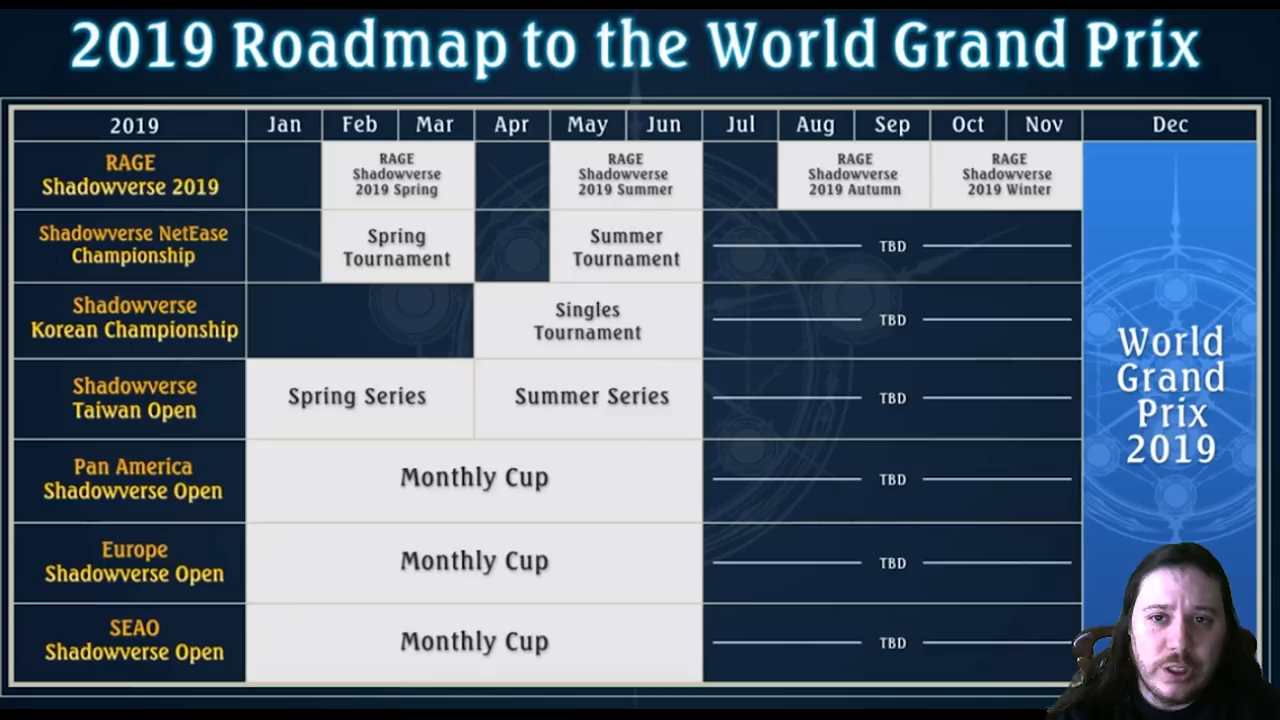 2019 Roadmap to the World Grand Prix
2019 Jan Feb Mar Apr May Jun Jul Aug Sep Oct Nov Dec
RAGE
Shadowverse 2019
RAGE
Shadowverse
2019 Spring
RAGE
Shadowverse
2019 Summer
RAGE
Shadowverse
2019 Autumn
RAGE
Shadowverse
2019 Winter
Shadowverse NetEase
Championship
Spring
Tournament
Summer
Tournament
TBD
Shadowverse
Korean Championship
Singles
Tournament
TBD
Shadowverse
Taiwan Open
Spring Series
Summer Series
TBD
Pan America
Shadowverse Open
Monthly Cup
TBD
Europe
Shadowverse Open
Monthly Cup
TBD
SEAO
Shadowverse Open
Monthly Cup
TBD
World
Grand
Prix
2019